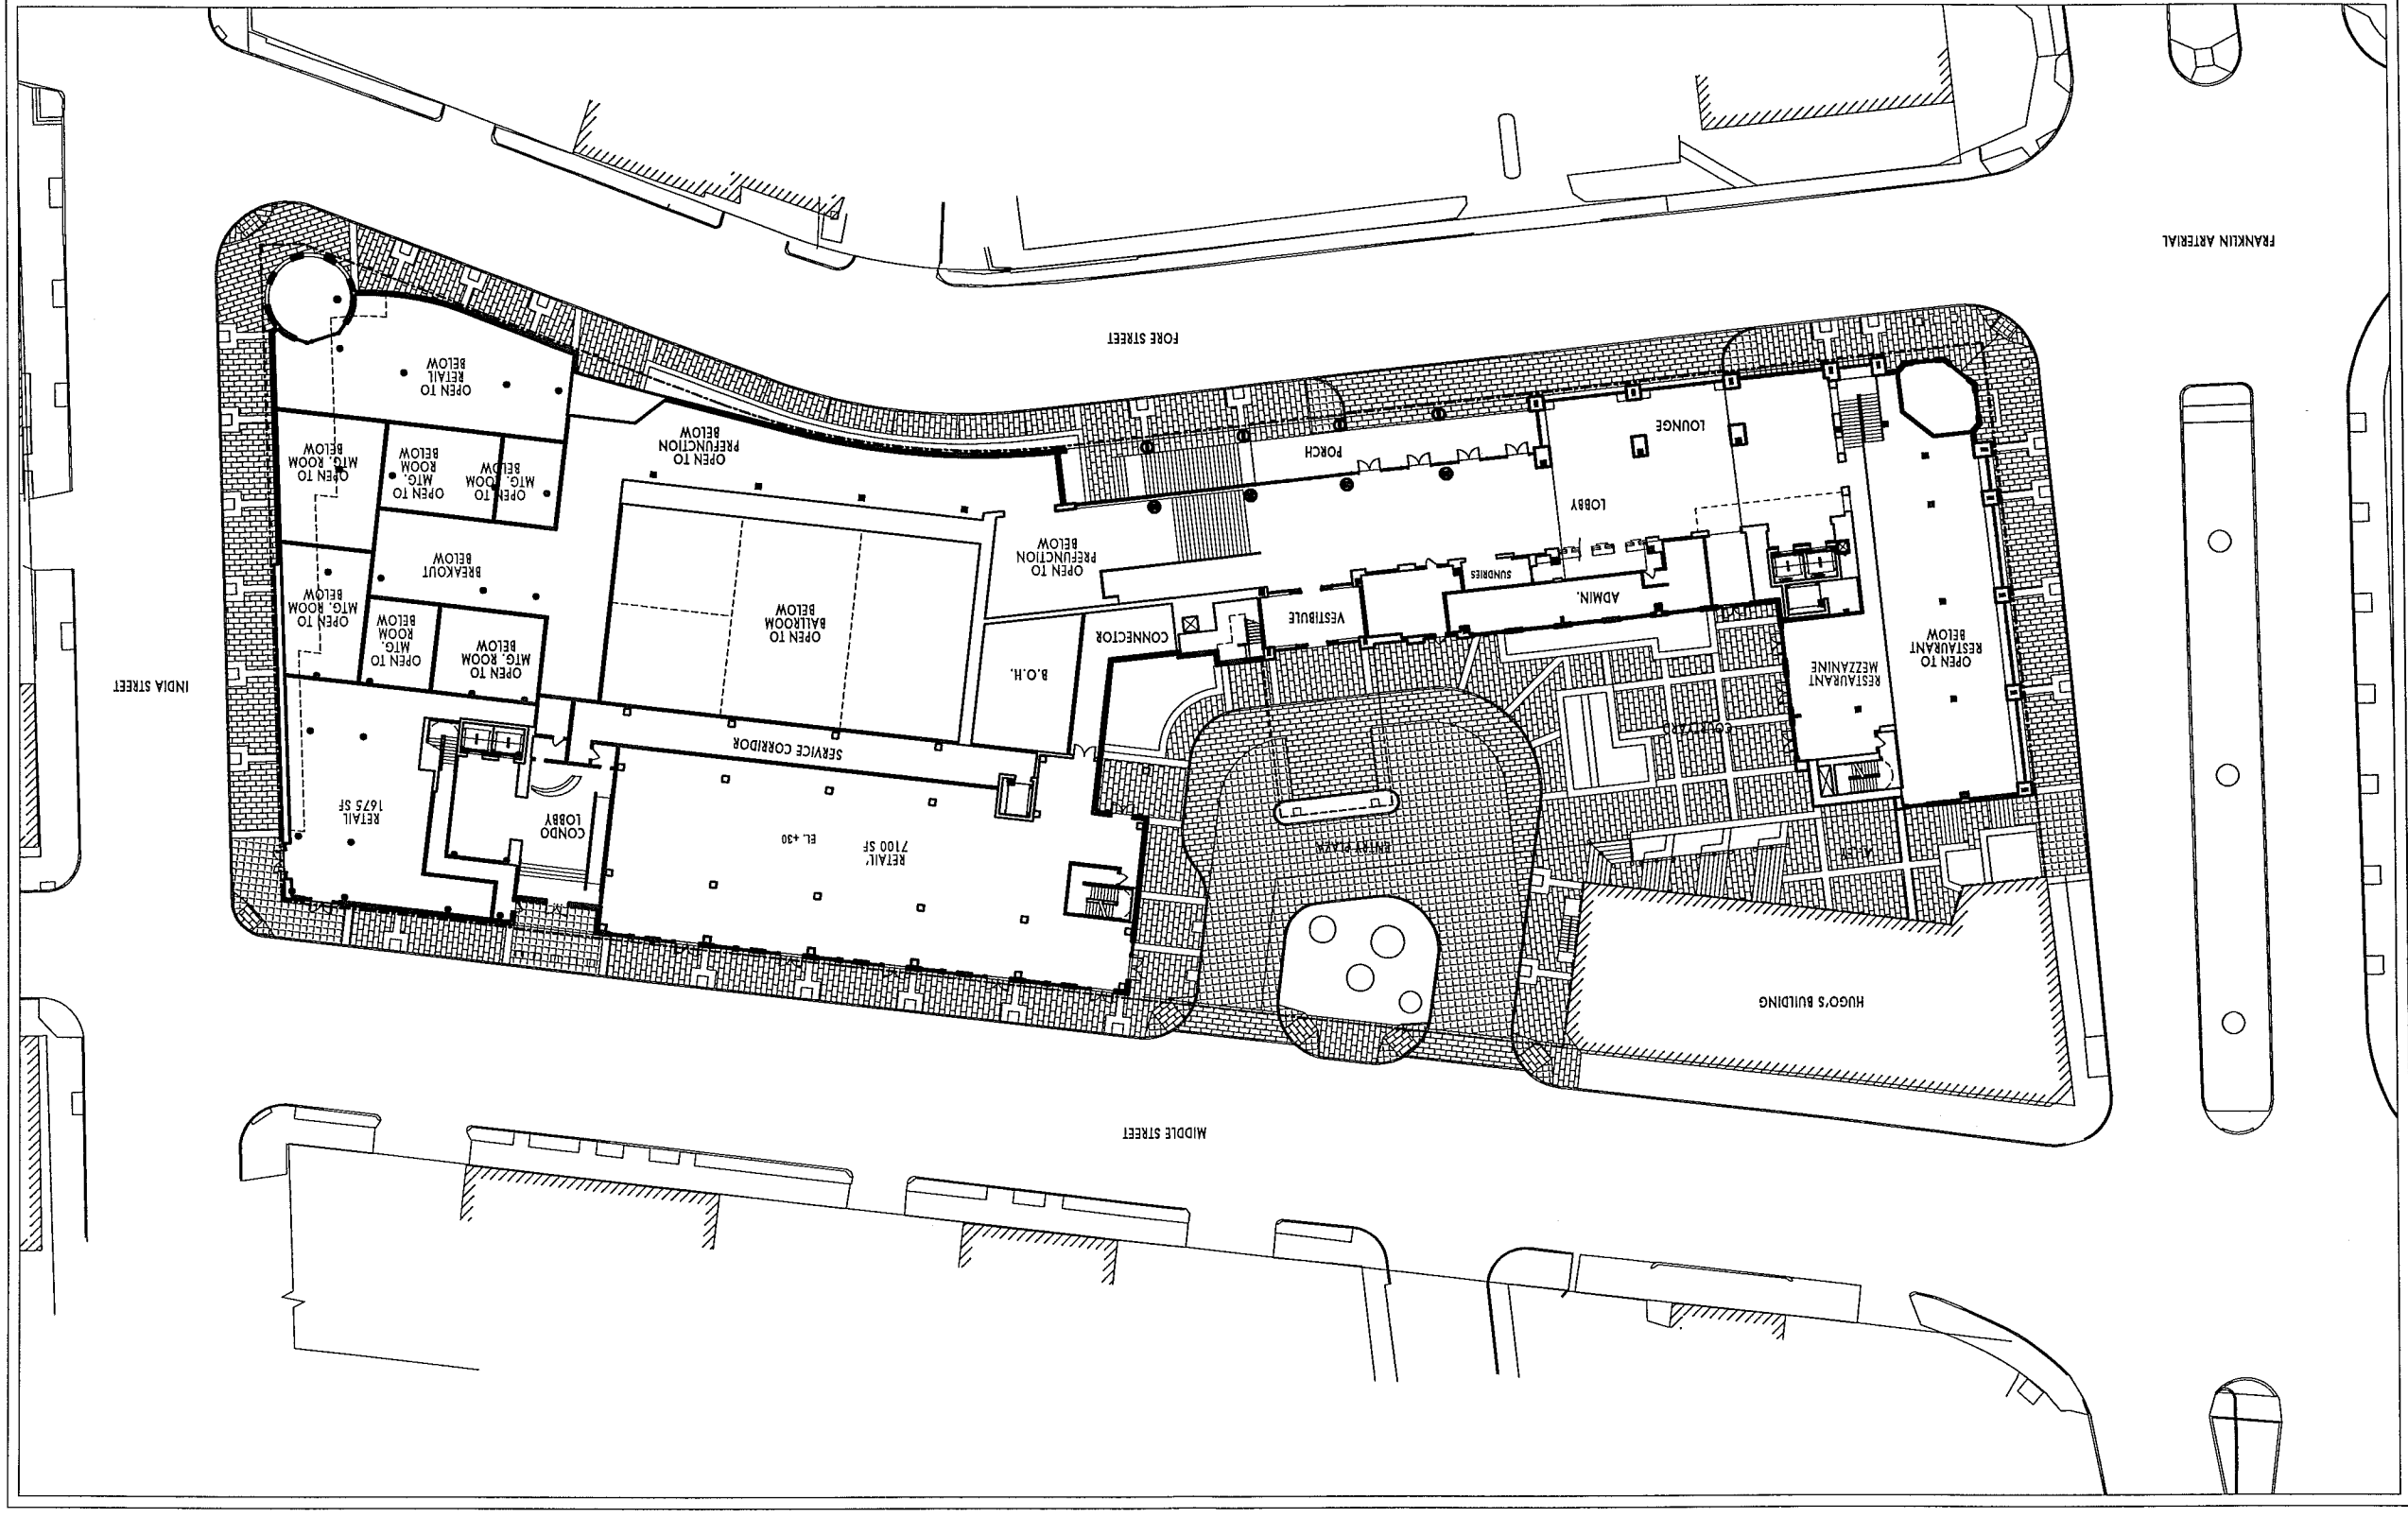 MIDDLE STREET
HUGO'S BUILDING
ENTRY PLAZA
RETAIL
7100 SF
EL. +30
CONDO
LOBBY
RETAIL
1675 SF
SERVICE CORRIDOR
COURTYARD
INDIA STREET
RESTAURANT
MEZZANINE
OPEN TO
RESTAURANT
BELOW
B.O.H.
OPEN TO
MTG. ROOM
BELOW
OPEN TO
MTG.
ROOM
BELOW
OPEN TO
MTG. ROOM
BELOW
CONNECTOR
OPEN TO
BALLROOM
BELOW
VESTIBULE
ADMIN.
SUNDRIES
OPEN TO
PREFUNCTION
BELOW
BREAKOUT
BELOW
LOBBY
OPEN TO
MTG. ROOM
BELOW
OPEN TO
MTG.
ROOM
BELOW
OPEN TO
MTG. ROOM
BELOW
PORCH
LOUNGE
OPEN TO
PREFUNCTION
BELOW
OPEN TO
RETAIL
BELOW
FORE STREET
FRANKLIN ARTERIAL